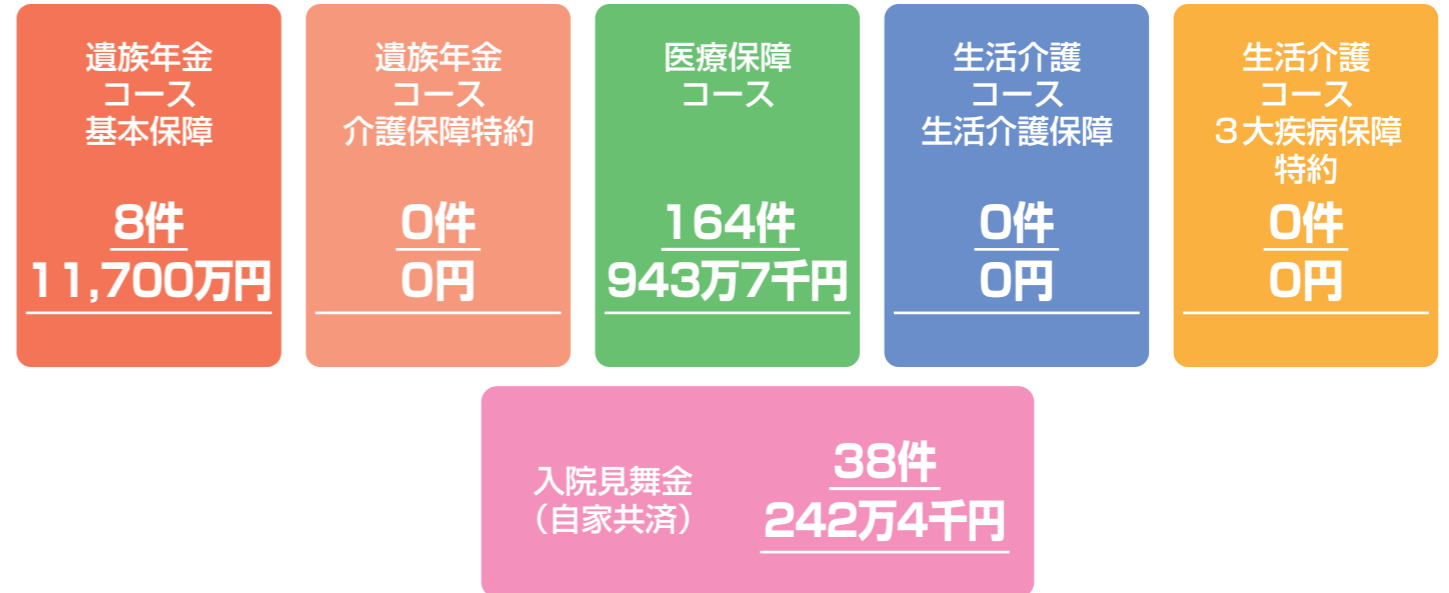 遺族年金
コース
基本保障
8件
11,700万円
遺族年金
コース
介護保障特約
0件
0円
医療保障
コース
164件
943万7千円
生活介護
コース
生活介護保障
0件
0円
生活介護
コース
３大疾病保障
特約
0件
0円
入院見舞金
（自家共済）
38件
242万4千円